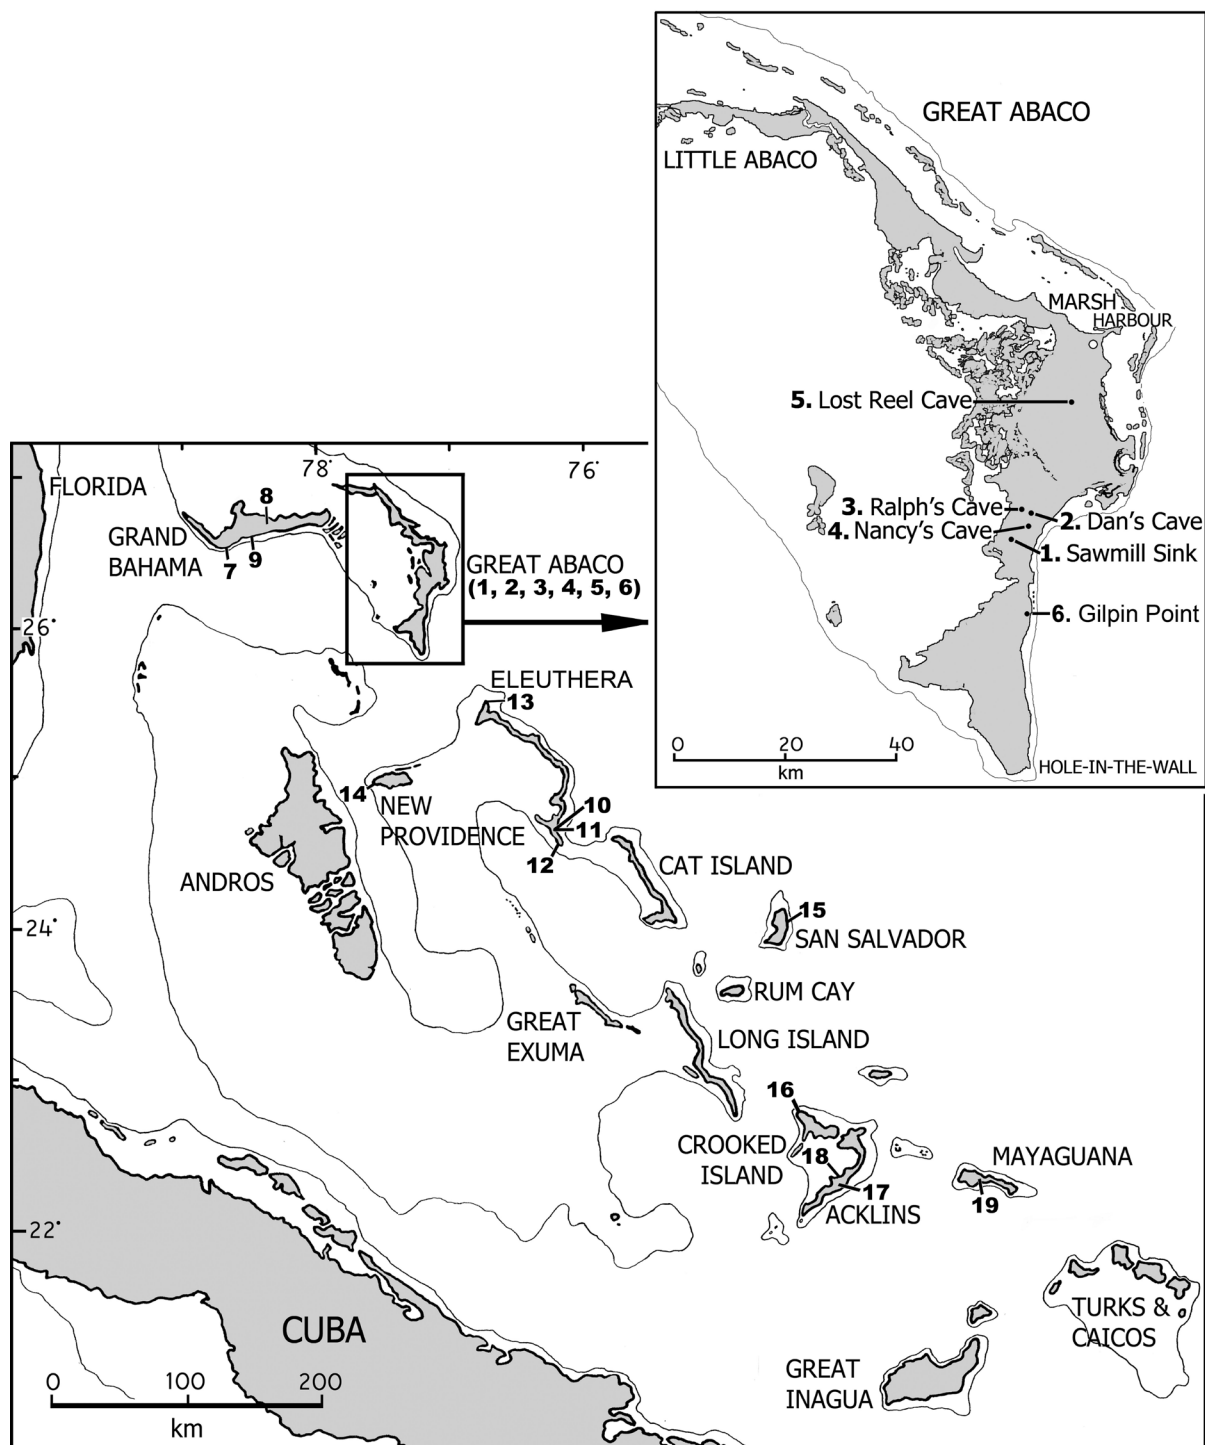 GREAT ABACO
LITTLE ABACO
MARSH
HARBOUR
5. Lost Reel Cave
3. Ralph's Cave
2. Dan's Cave
4. Nancy's Cave
1. Sawmill Sink
6. Gilpin Point
0 20 40
km
HOLE-IN-THE-WALL
78°
76°
FLORIDA
8
GRAND
BAHAMA
7
9
GREAT ABACO
(1, 2, 3, 4, 5, 6)
26°
ELEUTHERA
13
14
NEW
PROVIDENCE
10
11
12
CAT ISLAND
ANDROS
15
SAN SALVADOR
24°
RUM CAY
GREAT
EXUMA
LONG ISLAND
16
CROOKED
ISLAND
18
17
ACKLINS
MAYAGUANA
19
22°
CUBA
TURKS &
CAICOS
GREAT
INAGUA
0 100 200
km